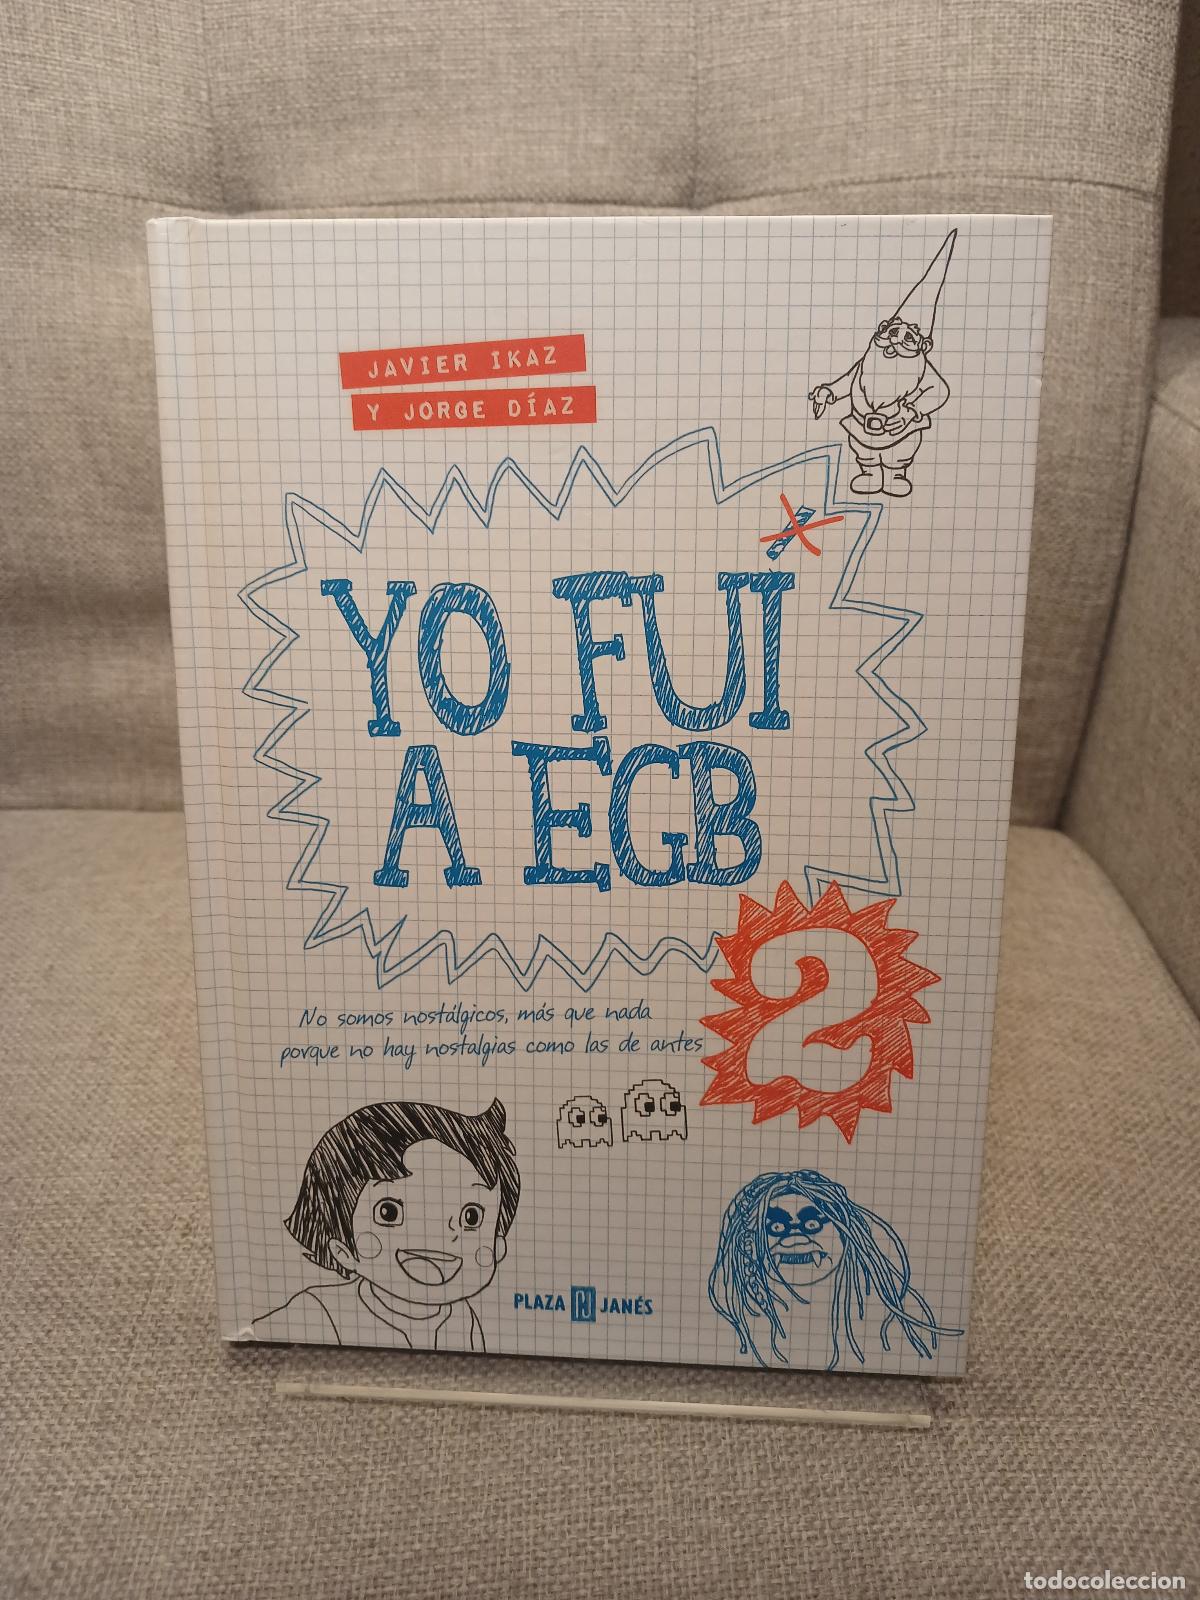 JAVIER IKAZ
Y JORGE DÍAZ
YO FUÍ
A EGB
2
No somos nostálgicos, más que nada
porque no hay nostalgias como las de antes
PLAZA JANÉS
todocoleccion